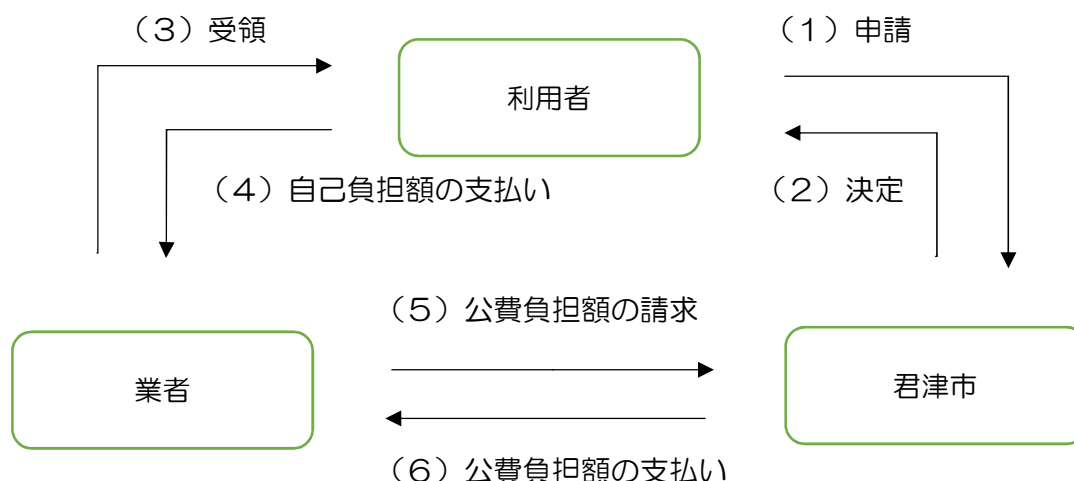 （３）受領
（１）申請
利用者
（４）自己負担額の支払い
（２）決定
（５）公費負担額の請求
業者
君津市
（６）公費負担額の支払い